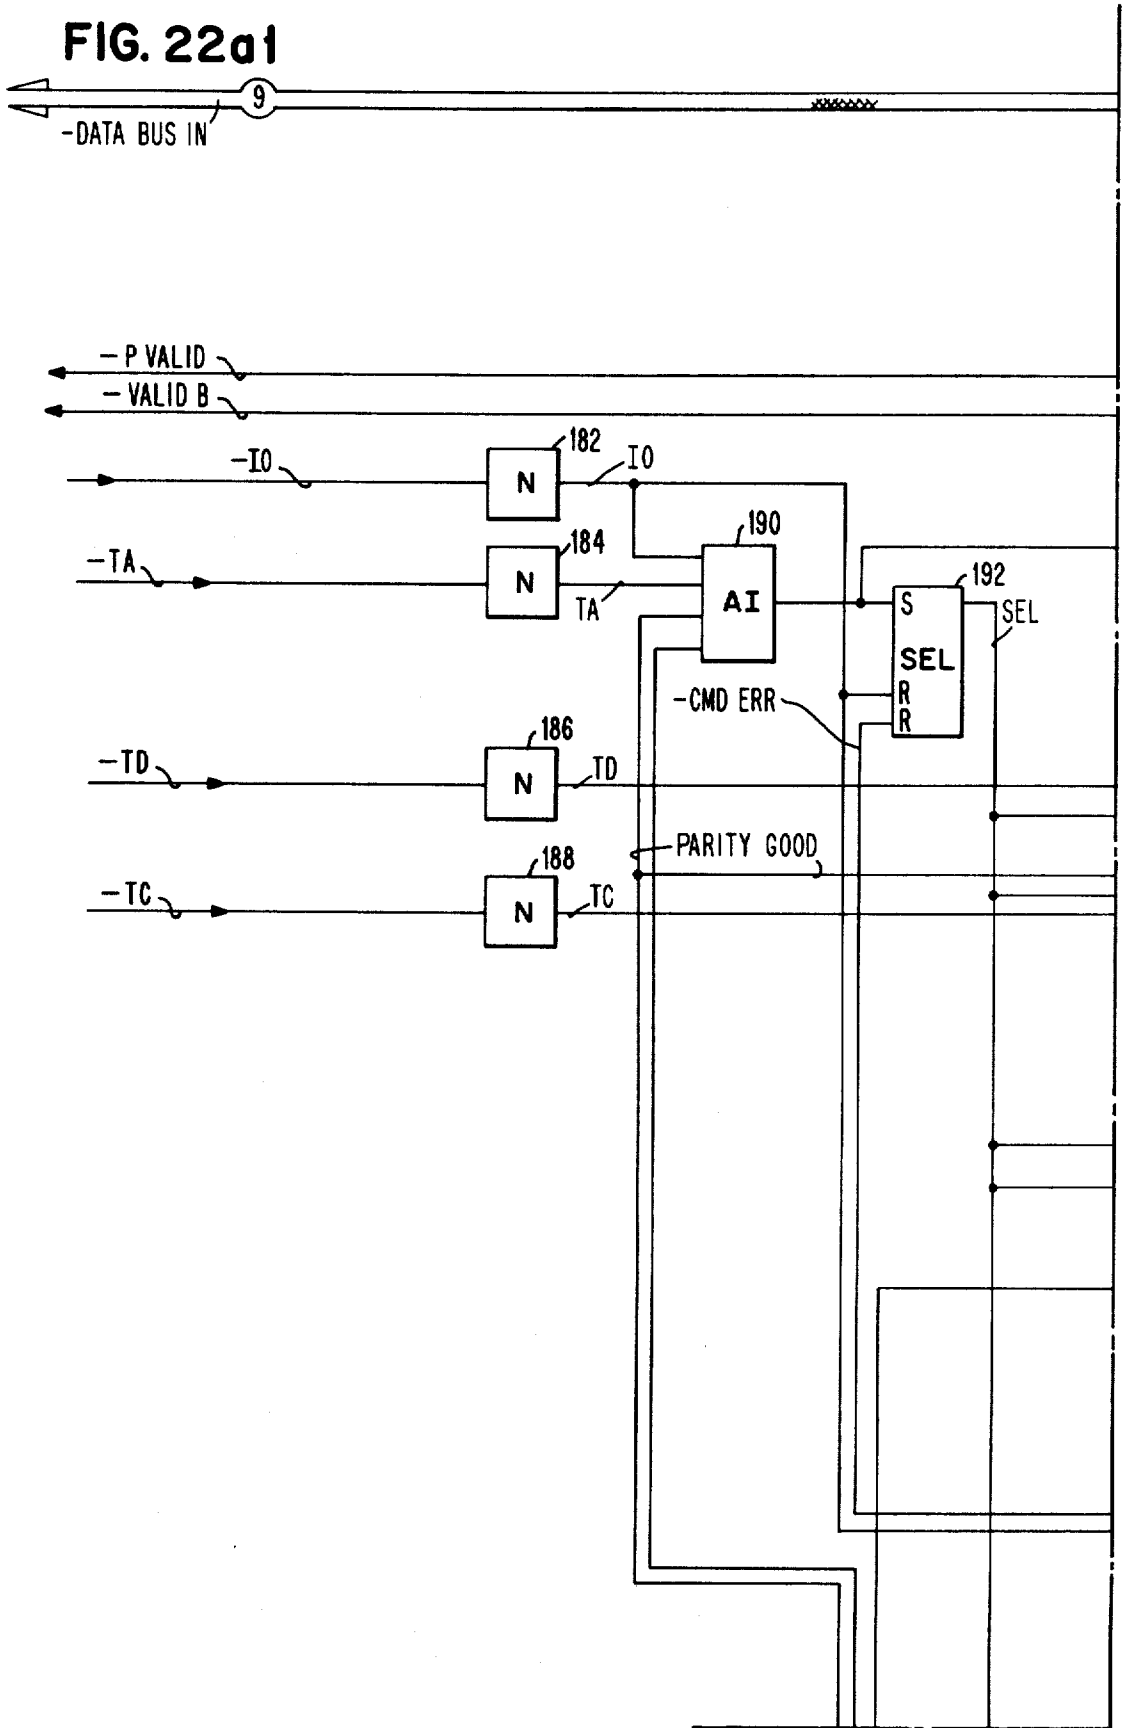 FIG. 22a1
9
-DATA BUS IN
-P VALID
-VALID B
-IO
182
N
IO
-TA
184
N
TA
190
AI
192
S
SEL
R
R
SEL
-CMD ERR
-TD
186
N
TD
PARITY GOOD
-TC
188
N
TC